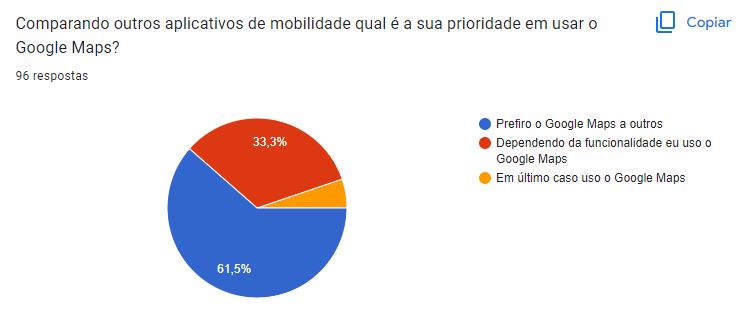 Comparando outros aplicativos de mobilidade qual é a sua prioridade em usar o
Google Maps?
Copiar
96 respostas
33,3%
61,5%
Prefiro o Google Maps a outros
Dependendo da funcionalidade eu uso o
Google Maps
Em último caso uso o Google Maps